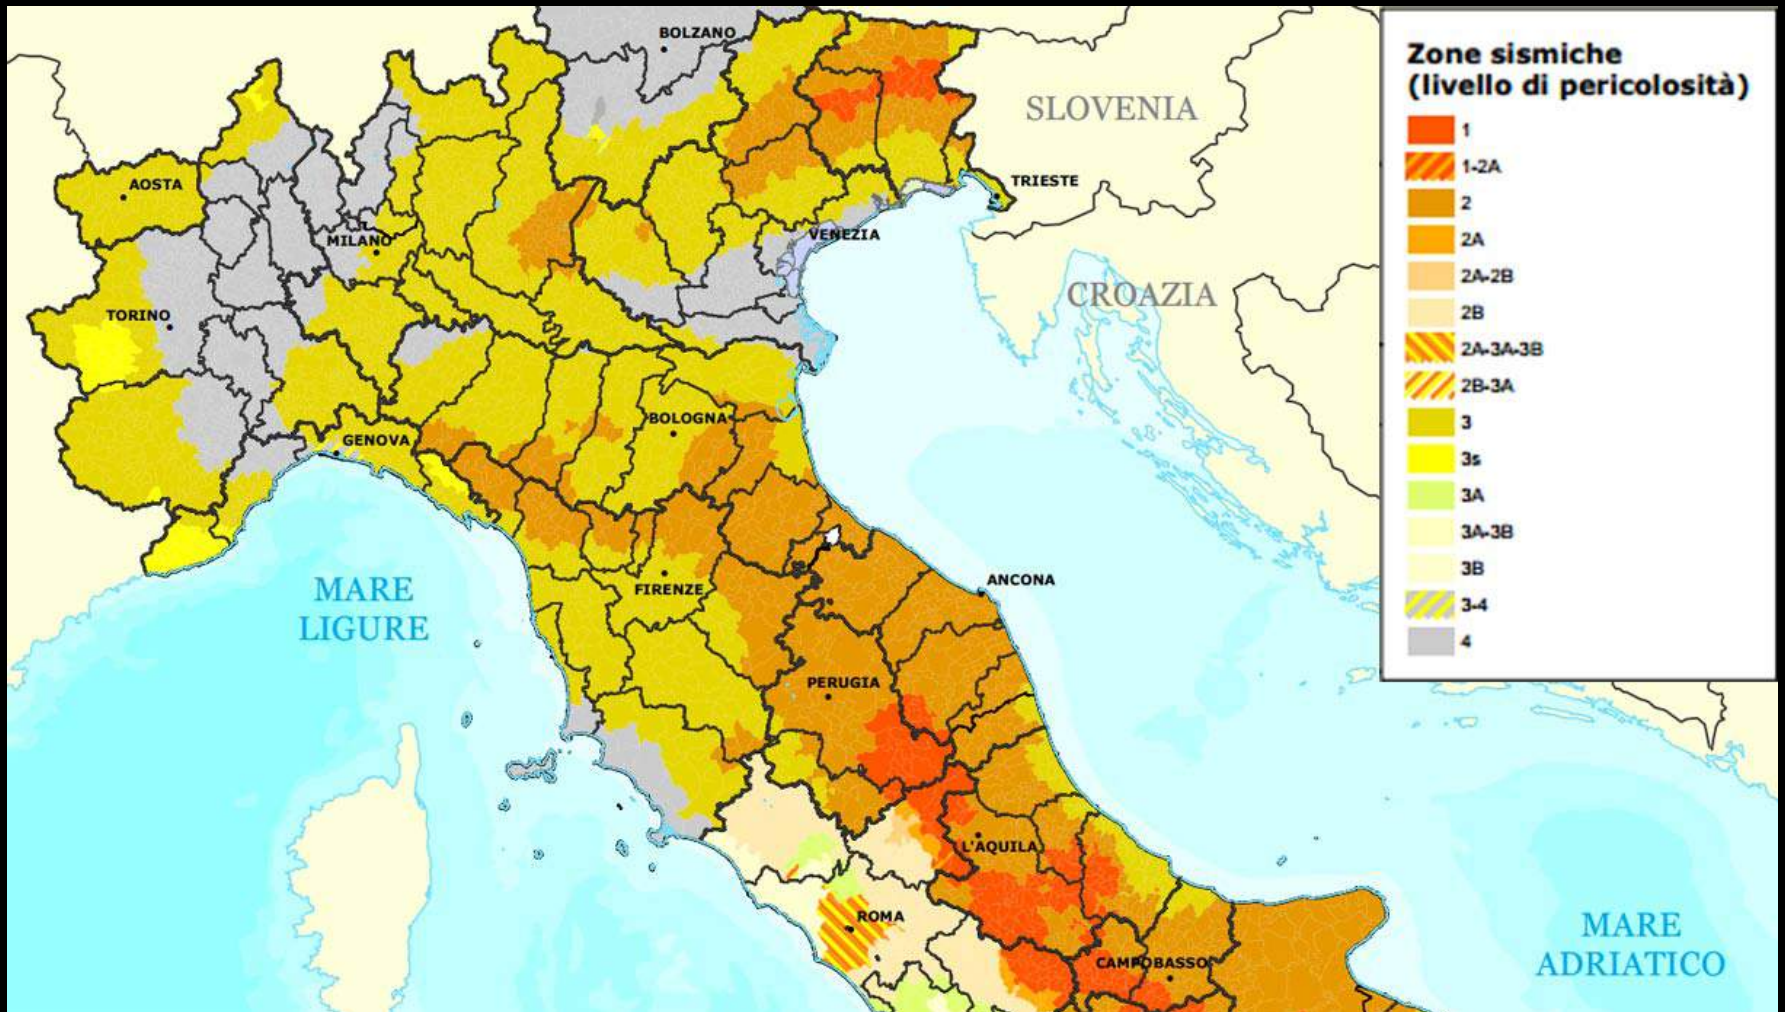 BOLZANO
Zone sismiche
(livello di pericolosità)
SLOVENIA
1
1-2A
AOSTA
TRIESTE
2
MILANO
VENEZIA
2A
CROAZIA
2A-2B
TORINO
2B
2A-3A-3B
2B-3A
BOLOGNA
GENOVA
3
3s
3A
3A-3B
3B
3-4
4
MARE
LIGURE
FIRENZE
ANCONA
PERUGIA
L'AQUILA
ROMA
CAMPOBASSO
MARE
ADRIATICO